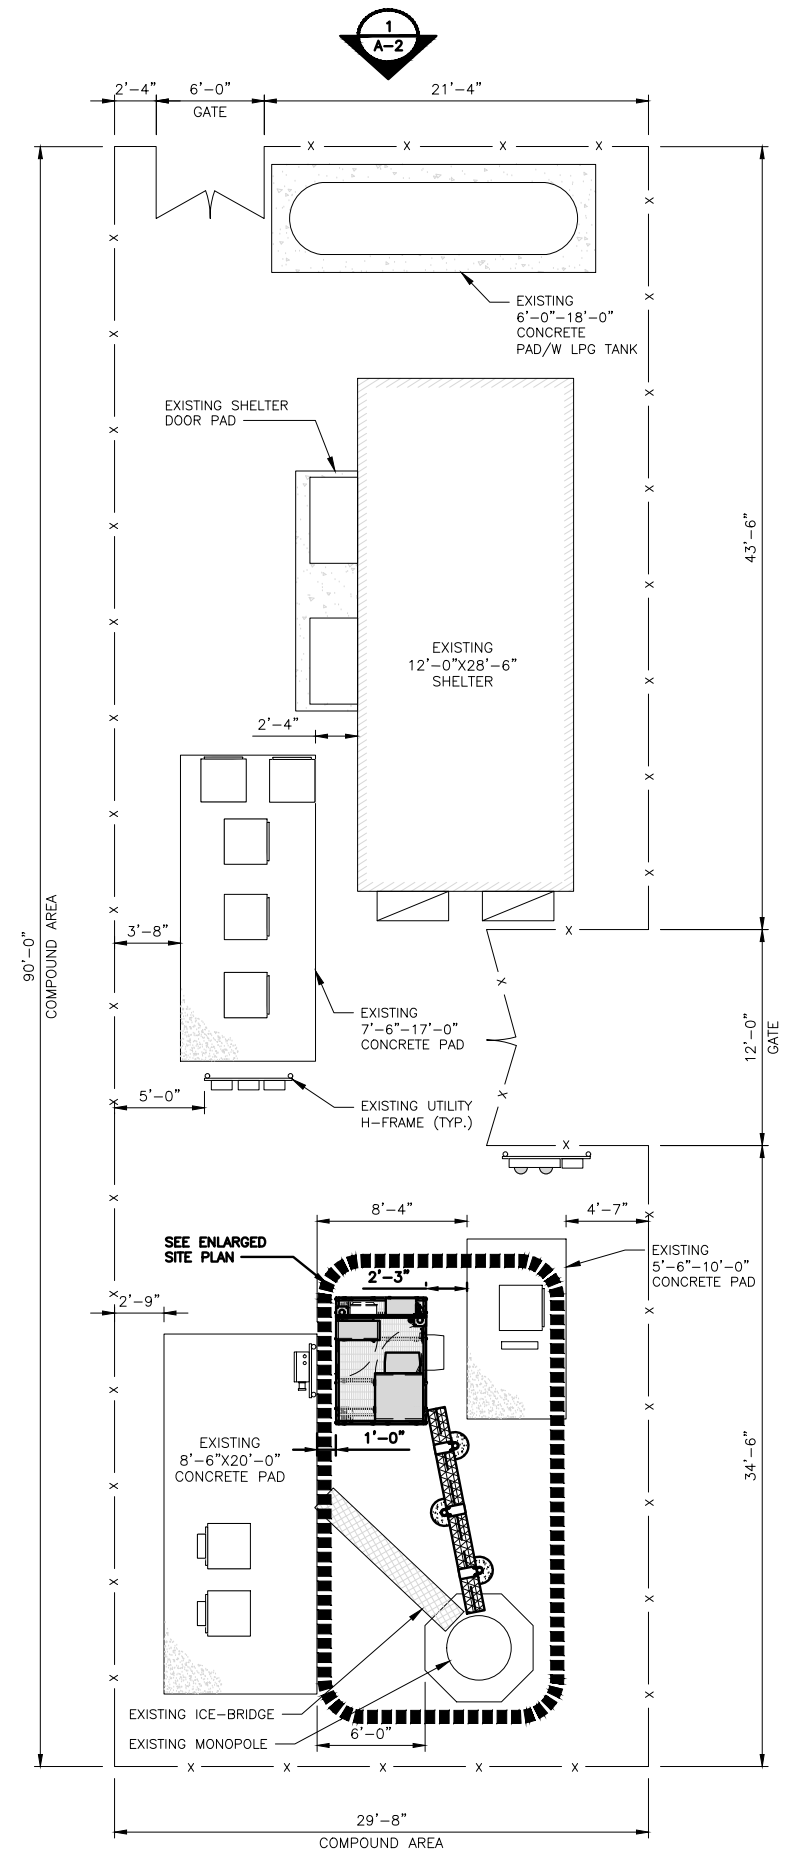 1
A-2
2'-4"
6'-0"
21'-4"
GATE
EXISTING
6'-0"-18'-0"
CONCRETE
PAD/W LPG TANK
EXISTING SHELTER
DOOR PAD
43'-6"
EXISTING
12'-0"X28'-6"
SHELTER
2'-4"
3'-8"
90'-0"
COMPOUND AREA
EXISTING
7'-6"-17'-0"
CONCRETE PAD
12'-0"
GATE
5'-0"
EXISTING UTILITY
H-FRAME (TYP.)
8'-4"
4'-7"
SEE ENLARGED
SITE PLAN
EXISTING
5'-6"-10'-0"
CONCRETE PAD
2'-3"
2'-9"
1'-0"
EXISTING
8'-6"X20'-0"
CONCRETE PAD
34'-6"
EXISTING ICE-BRIDGE
6'-0"
EXISTING MONOPOLE
29'-8"
COMPOUND AREA